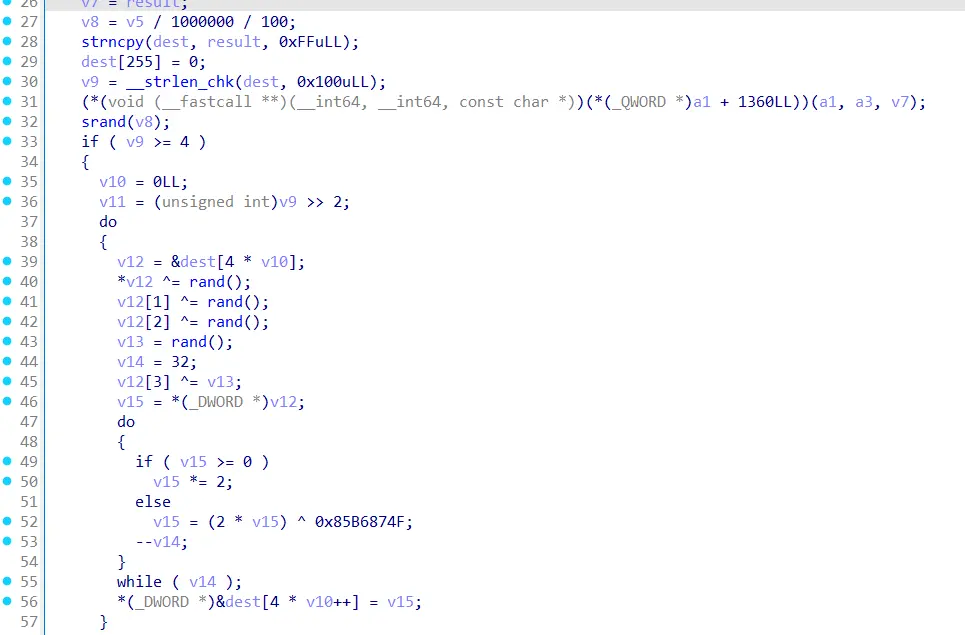 26 v7 = result;
27 v8 = v5 / 1000000 / 100;
28 strncpy(dest, result, 0xFFuLL);
29 dest[255] = 0;
30 v9 = __strlen_chk(dest, 0x100uLL);
31 (*(void (__fastcall **)(__int64, __int64, const char *))(*(_QWORD *)a1 + 1360LL))(a1, a3, v7);
32 srand(v8);
33 if ( v9 >= 4 )
34 {
35 v10 = 0LL;
36 v11 = (unsigned int)v9 >> 2;
37 do
38 {
39 v12 = &dest[4 * v10];
40 *v12 ^= rand();
41 v12[1] ^= rand();
42 v12[2] ^= rand();
43 v13 = rand();
44 v14 = 32;
45 v12[3] ^= v13;
46 v15 = *(_DWORD *)v12;
47 do
48 {
49 if ( v15 >= 0 )
50 v15 *= 2;
51 else
52 v15 = (2 * v15) ^ 0x85B6874F;
53 --v14;
54 }
55 while ( v14 );
56 *(_DWORD *)&dest[4 * v10++] = v15;
57 }